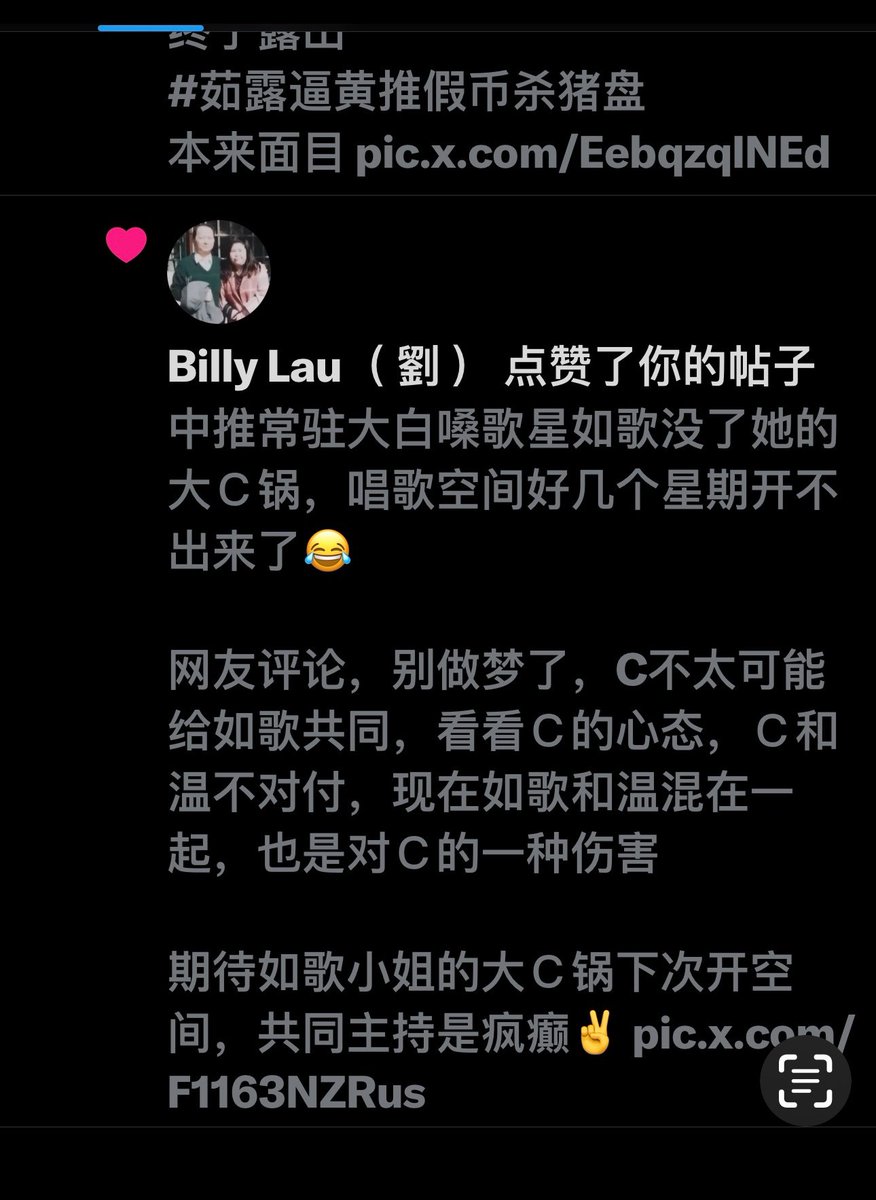 终于露出
#茹露逼黄推假币杀猪盘
本来面目 pic.x.com/EebqzqlNEd
Billy Lau（劉） 点赞了你的帖子
中推常驻大白嗓歌星如歌没了她的
大C锅，唱歌空间好几个星期开不
出来了😂
网友评论，别做梦了，C不太可能
给如歌共同，看看C的心态，C和
温不对付，现在如歌和温混在一
起，也是对C的一种伤害
期待如歌小姐的大C锅下次开空
间，共同主持是疯癫✌️ pic.x.com/
F1163NZRus